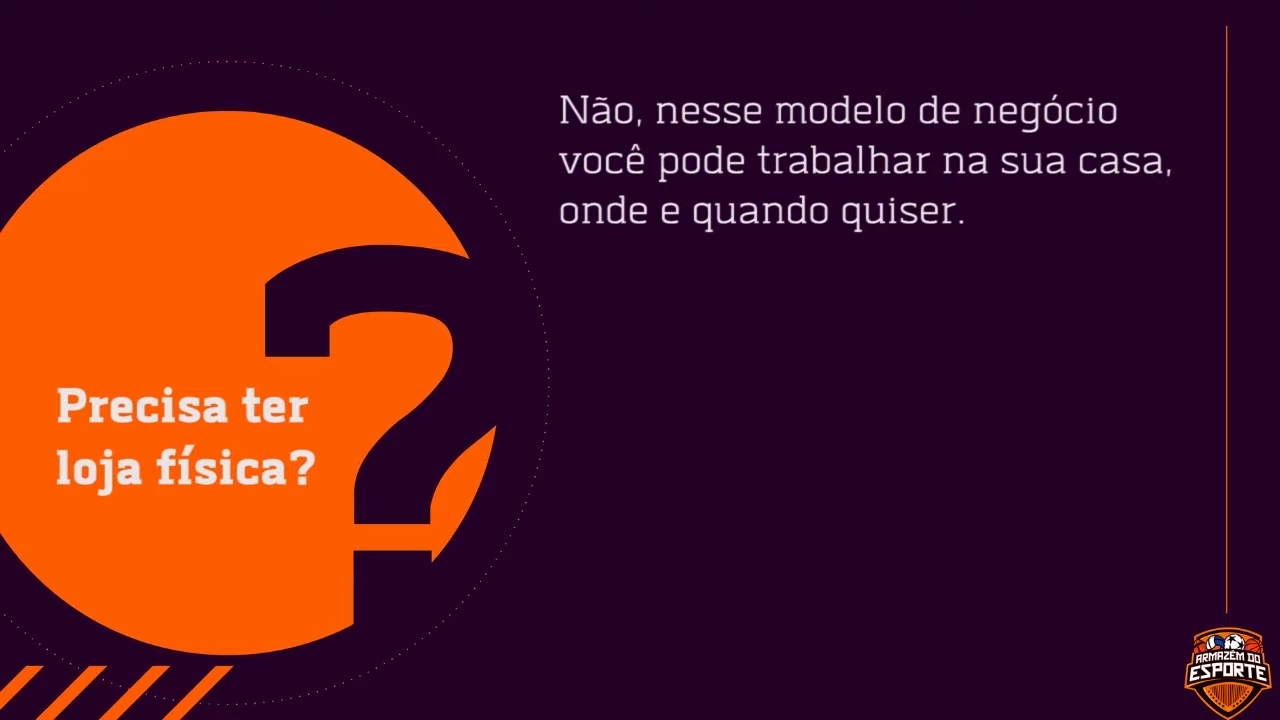 Precisa ter
loja física?
Não, nesse modelo de negócio
você pode trabalhar na sua casa,
onde e quando quiser.
ARMAZÉM DO
ESPORTE